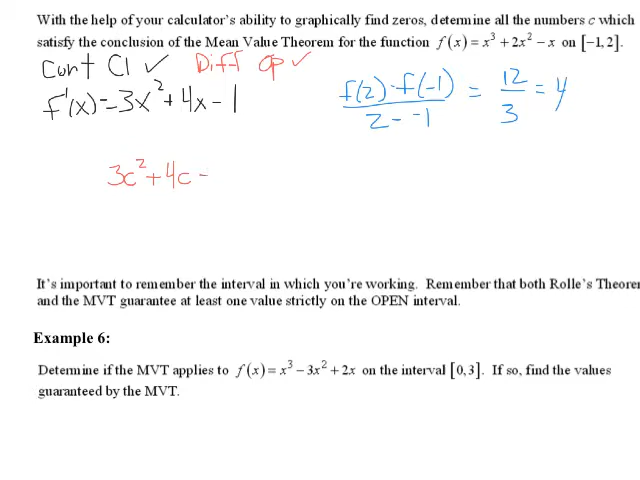 With the help of your calculator's ability to graphically find zeros, determine all the numbers c which
satisfy the conclusion of the Mean Value Theorem for the function f(x) = x³ + 2x² − x on [−1, 2].
Cont Cl ✓ Diff Op ✓
f'(x) = 3x² + 4x − 1
f(2) - f(-1) / 2 - -1 = 12/3 = 4
3c² + 4c −
It's important to remember the interval in which you're working. Remember that both Rolle's Theorem
and the MVT guarantee at least one value strictly on the OPEN interval.
Example 6:
Determine if the MVT applies to f(x) = x³ − 3x² + 2x on the interval [0, 3]. If so, find the values
guaranteed by the MVT.